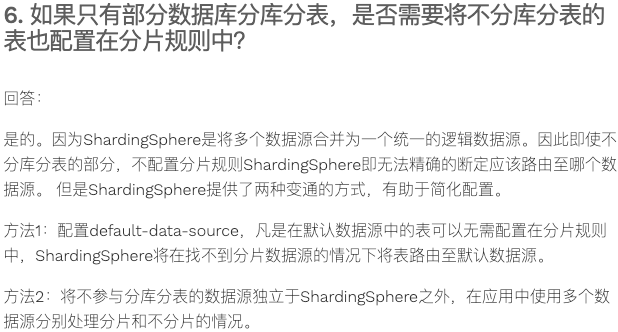 6. 如果只有部分数据库分库分表，是否需要将不分库分表的
表也配置在分片规则中？
回答：
是的。因为ShardingSphere是将多个数据源合并为一个统一的逻辑数据源。因此即使不
分库分表的部分，不配置分片规则ShardingSphere即无法精确的断定应该路由至哪个数
据源。 但是ShardingSphere提供了两种变通的方式，有助于简化配置。
方法1：配置default-data-source，凡是在默认数据源中的表可以无需配置在分片规则
中，ShardingSphere将在找不到分片数据源的情况下将表路由至默认数据源。
方法2：将不参与分库分表的数据源独立于ShardingSphere之外，在应用中使用多个数
据源分别处理分片和不分片的情况。